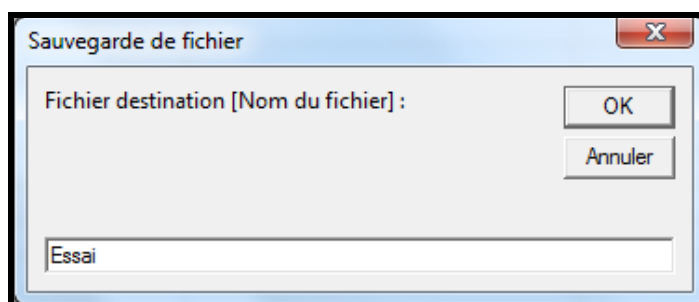 Sauvegarde de fichier
Fichier destination [Nom du fichier] :
OK
Annuler
Essai